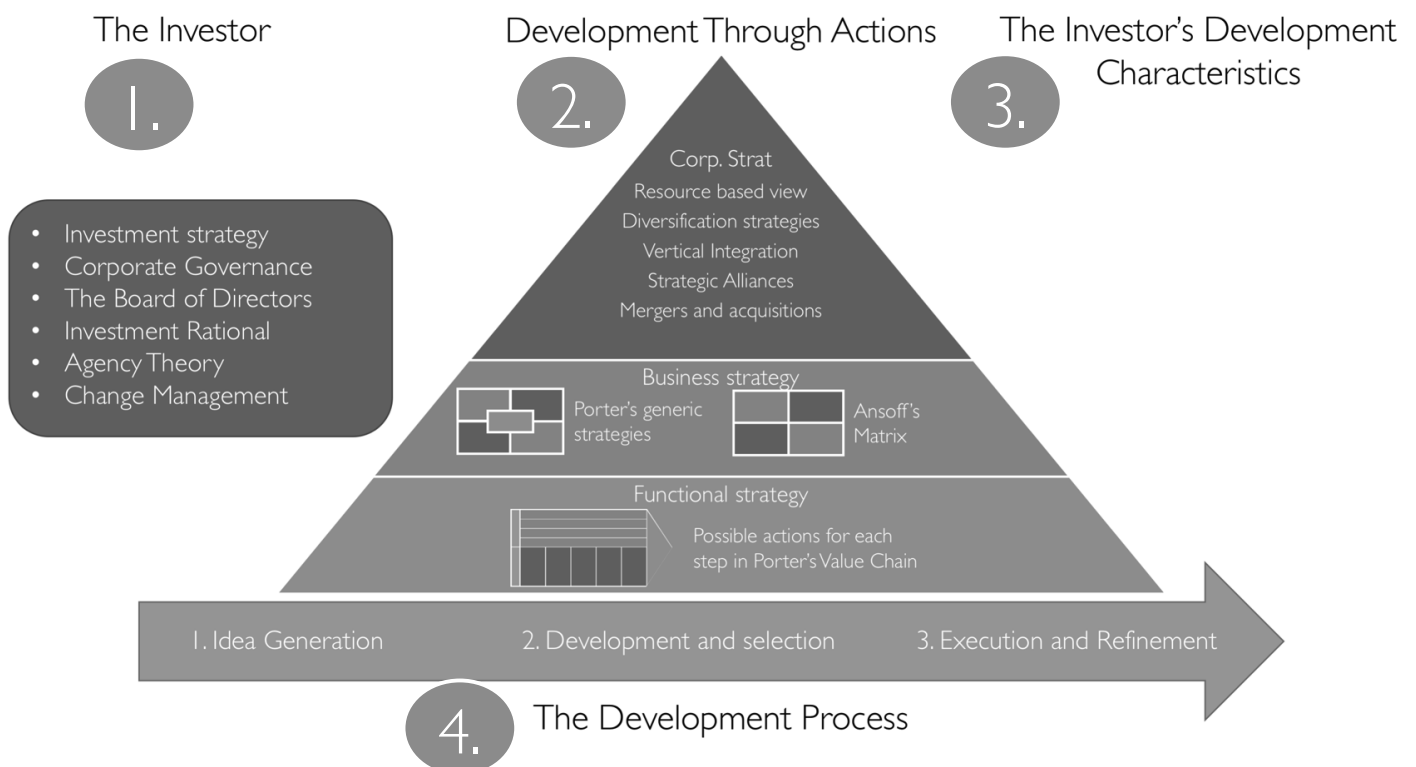 The Investor
1.
• Investment strategy
• Corporate Governance
• The Board of Directors
• Investment Rational
• Agency Theory
• Change Management
Development Through Actions
2.
Corp. Strat
Resource based view
Diversification strategies
Vertical Integration
Strategic Alliances
Mergers and acquisitions
Business strategy
Porter's generic
strategies
Ansoff's
Matrix
Functional strategy
Possible actions for each
step in Porter's Value Chain
The Investor's Development
Characteristics
3.
1. Idea Generation
2. Development and selection
3. Execution and Refinement
4.
The Development Process